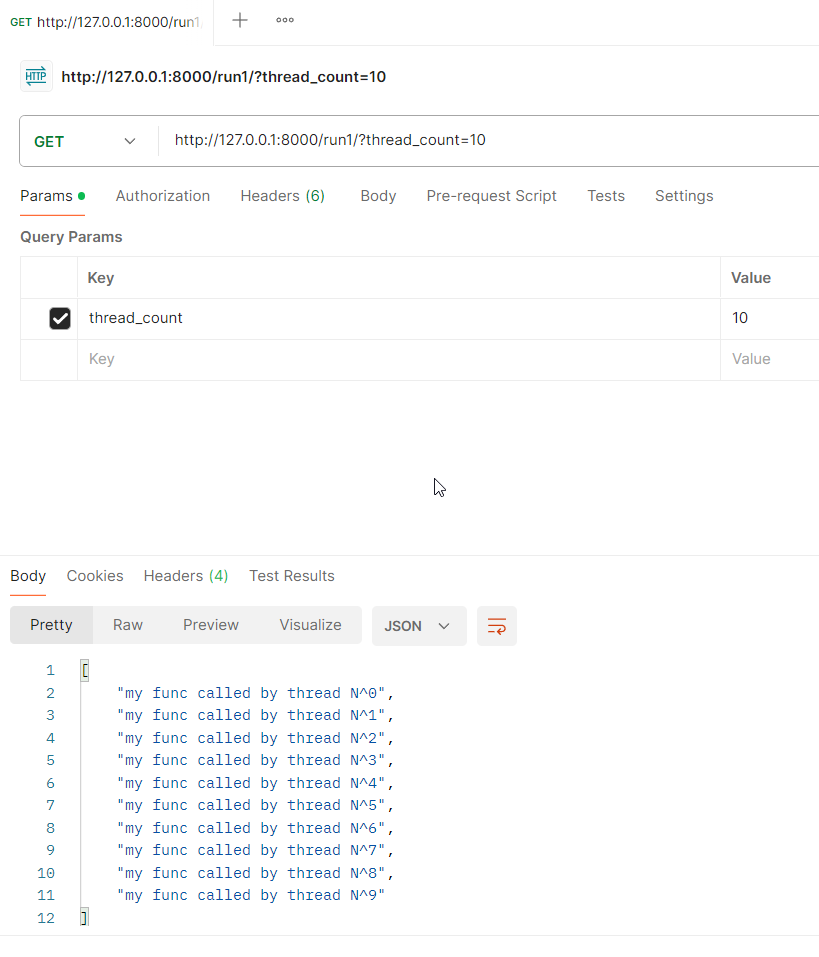 GET http://127.0.0.1:8000/run1
HTTP http://127.0.0.1:8000/run1/?thread_count=10
GET http://127.0.0.1:8000/run1/?thread_count=10
Params Authorization Headers (6) Body Pre-request Script Tests Settings
Query Params
Key Value
thread_count 10
Key Value
Body Cookies Headers (4) Test Results
Pretty Raw Preview Visualize JSON
1 [
2 "my func called by thread N^0",
3 "my func called by thread N^1",
4 "my func called by thread N^2",
5 "my func called by thread N^3",
6 "my func called by thread N^4",
7 "my func called by thread N^5",
8 "my func called by thread N^6",
9 "my func called by thread N^7",
10 "my func called by thread N^8",
11 "my func called by thread N^9"
12 ]